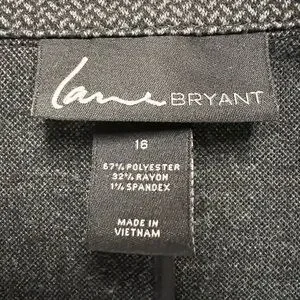 Lane BRYANT
16
67% POLYESTER
32% RAYON
1% SPANDEX
MADE IN
VIETNAM